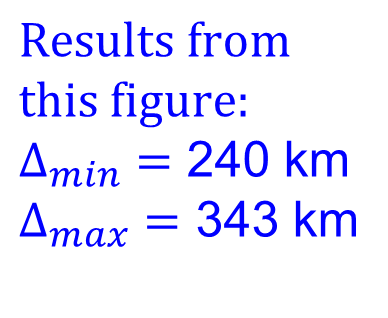 Results from
this figure:
Δmin = 240 km
Δmax = 343 km